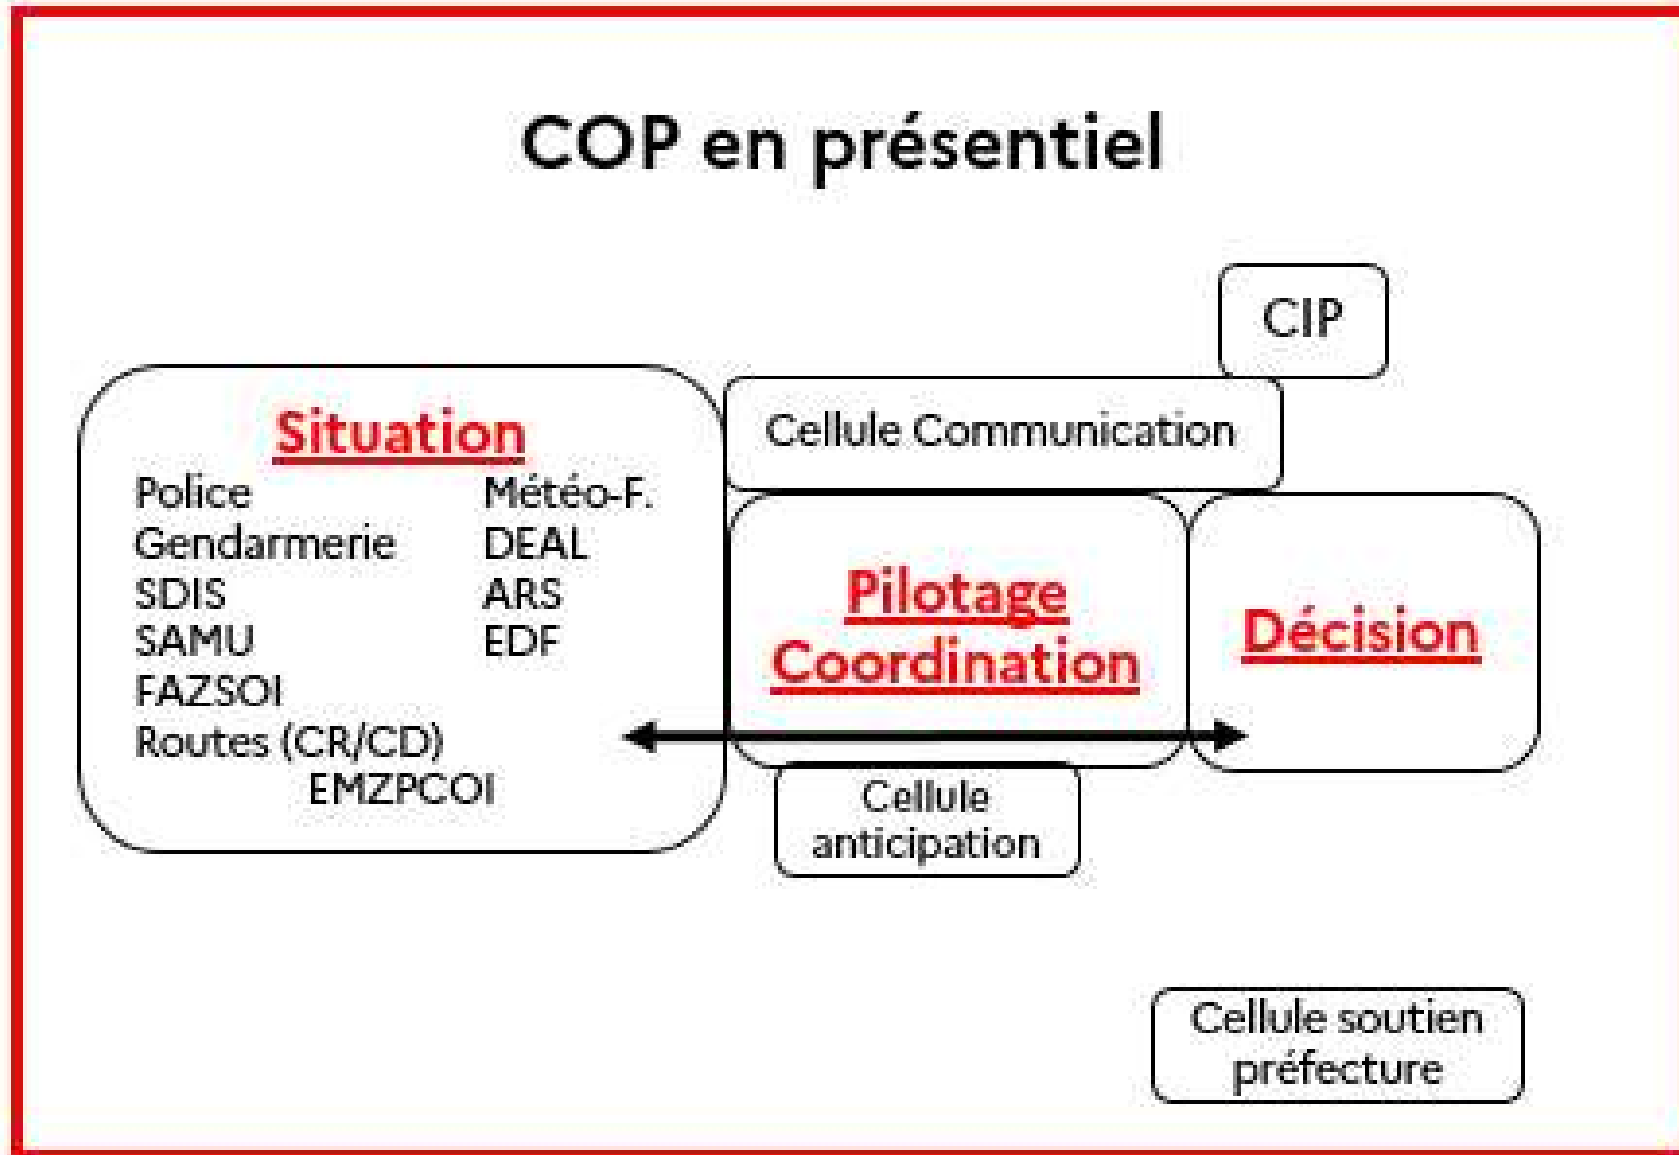 COP en présentiel
CIP
Cellule Communication
Situation
Police Météo-F.
Gendarmerie DEAL
SDIS ARS
SAMU EDF
FAZSOI
Routes (CR/CD)
EMZPCOI
Pilotage
Coordination
Décision
Cellule
anticipation
Cellule soutien
préfecture